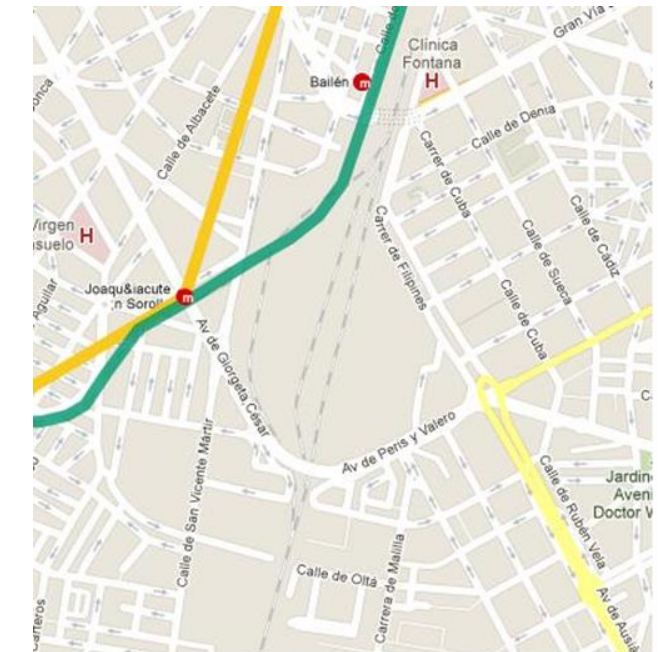 Calle de
Gran Vía
Clínica
Fontana
H
Bailén
m
Calle de Albacete
Calle de Denia
Carrer de Cuba
Virgen
H
Carrer de Filipines
Calle de Sueca
Calle de Cádiz
Joaqu&iacute
;n Soroll
m
Aguilar
Calle de Cuba
Av de Giorgeta,César
Av de Peris y Valero
Calle de San Vicente Mártir
Calle de Rubén Vela
Jardin
Aveni
Doctor
Calle de Oltá
Carrera de Malilla
Av de Ausià